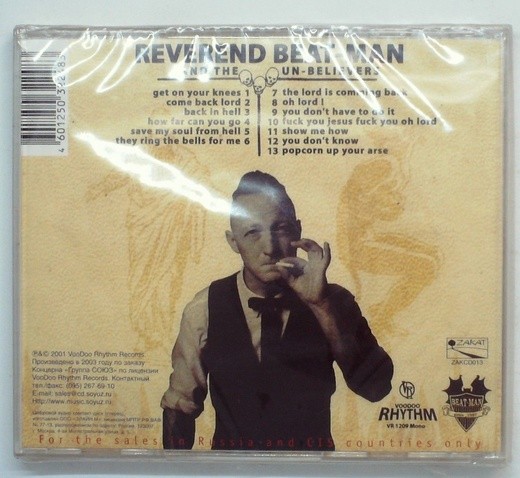 REVEREND BEAT-MAN
AND THE UN-BELIEVERS
get on your knees 1
come back lord 2
back in hell 3
how far can you go 4
save my soul from hell 5
they ring the bells for me 6
7 the lord is comming back
8 oh lord !
9 you don't have to do it
10 fuck you jesus fuck you oh lord
11 show me how
12 you don't know
13 popcorn up your arse
℗&© 2001 VooDoo Rhythm Records
Произведено в 2003 году по заказу
Концерна «Группа СОЮЗ» по лицензии
VooDoo Rhythm Records. Контактный
тел./факс: (095) 267 69-10
E-mail: sales@cd.soyuz.ru
Http://www.music.soyuz.ru
ZAKAT
ZAKCD013
VR
VOODOO
RHYTHM
VR 1209 Mono
BEAT-MAN
For the sales in Russia and CIS countries only